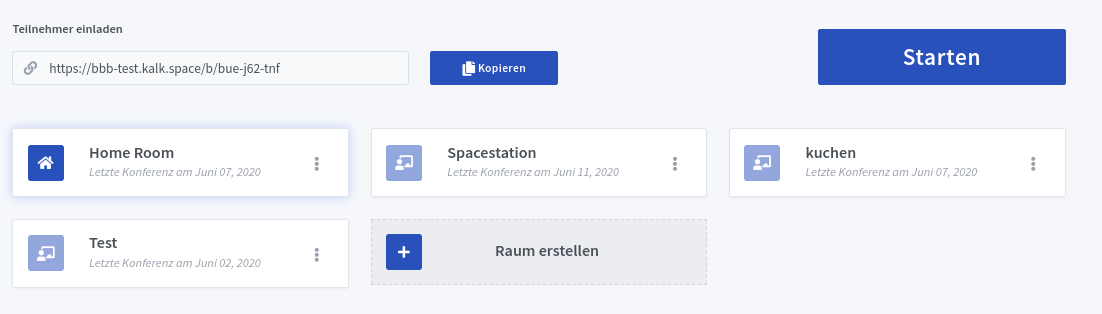 Teilnehmer einladen
https://bbb-test.kalk.space/b/bue-j62-tnf
Kopieren
Starten
Home Room
Letzte Konferenz am Juni 07, 2020
Spacestation
Letzte Konferenz am Juni 11, 2020
kuchen
Letzte Konferenz am Juni 07, 2020
Test
Letzte Konferenz am Juni 02, 2020
Raum erstellen